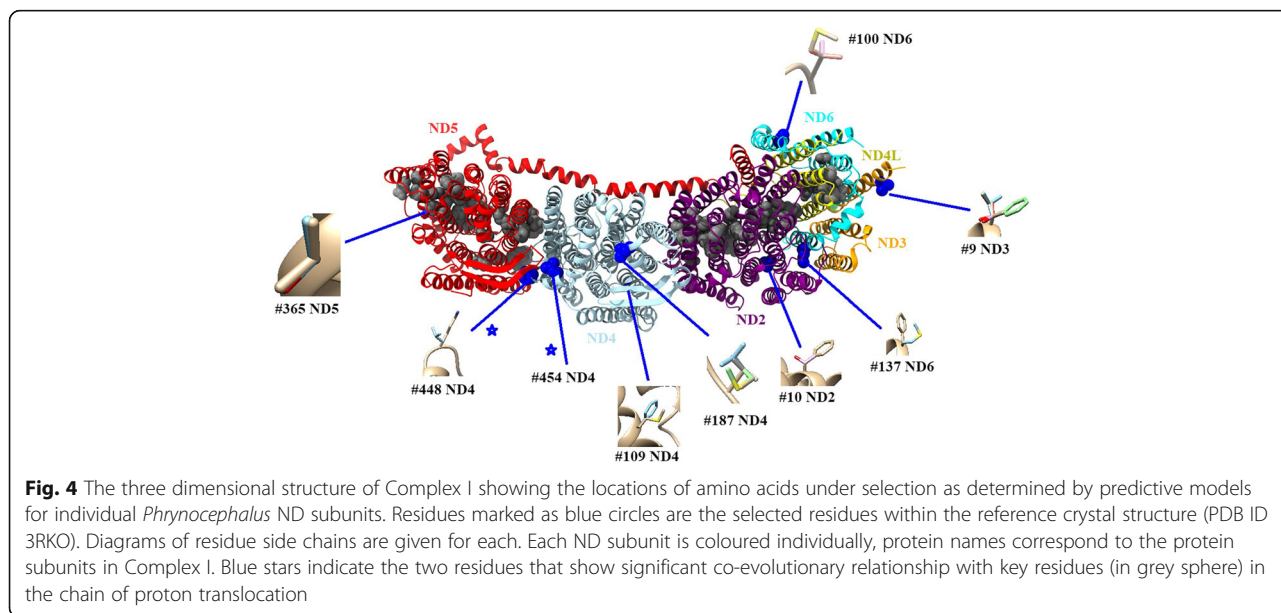 #100 ND6
ND5
ND6
ND4L
#9 ND3
ND3
#365 ND5
ND2
ND4
#137 ND6
#448 ND4
#454 ND4
#10 ND2
#187 ND4
#109 ND4
Fig. 4 The three dimensional structure of Complex I showing the locations of amino acids under selection as determined by predictive models
for individual Phrynocephalus ND subunits. Residues marked as blue circles are the selected residues within the reference crystal structure (PDB ID
3RKO). Diagrams of residue side chains are given for each. Each ND subunit is coloured individually, protein names correspond to the protein
subunits in Complex I. Blue stars indicate the two residues that show significant co-evolutionary relationship with key residues (in grey sphere) in
the chain of proton translocation